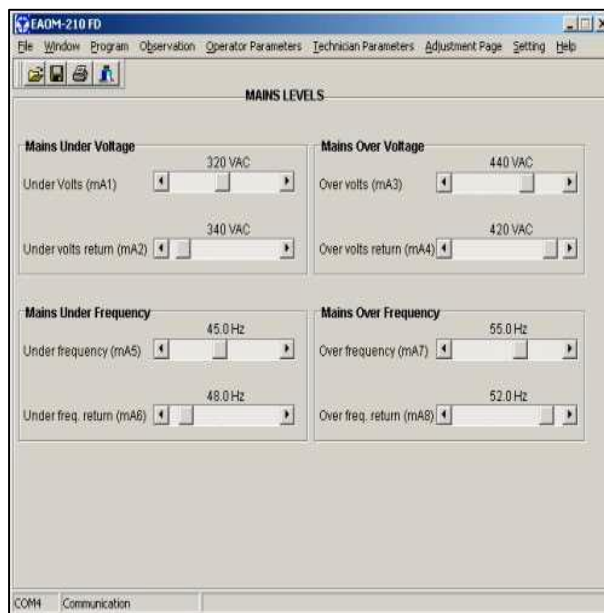 EAOM-210 FD
File Window Program Observation Operator Parameters Technician Parameters Adjustment Page Setting Help
MAINS LEVELS
Mains Under Voltage
320 VAC
Under Volts (mA1)
340 VAC
Under volts return (mA2)
Mains Over Voltage
440 VAC
Over volts (mA3)
420 VAC
Over volts return (mA4)
Mains Under Frequency
45.0 Hz
Under frequency (mA5)
48.0 Hz
Under freq. return (mA6)
Mains Over Frequency
55.0 Hz
Over frequency (mA7)
52.0 Hz
Over freq. return (mA8)
COM4 Communication